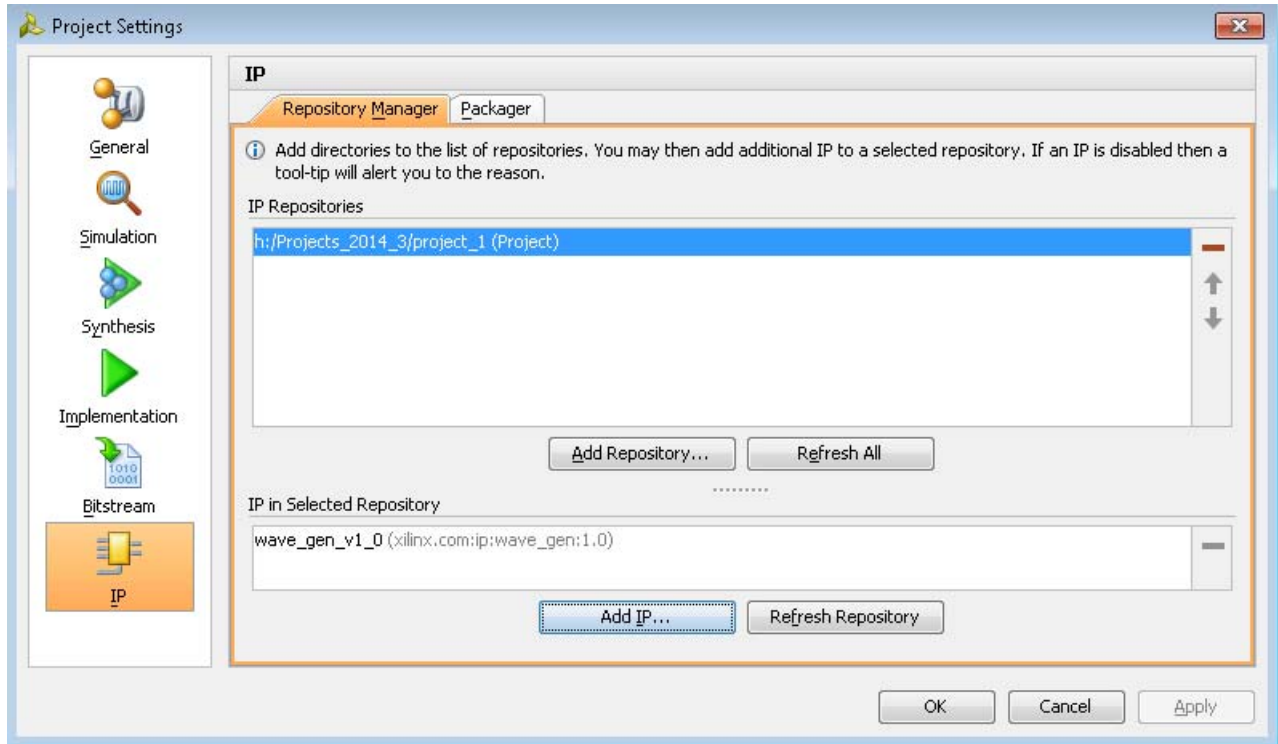 Project Settings
General
Simulation
Synthesis
Implementation
1010
0001
Bitstream
IP
IP
Repository Manager
Packager
Add directories to the list of repositories. You may then add additional IP to a selected repository. If an IP is disabled then a
tool-tip will alert you to the reason.
IP Repositories
h:/Projects_2014_3/project_1 (Project)
Add Repository...
Refresh All
IP in Selected Repository
wave_gen_v1_0 (xilinx.com:ip:wave_gen:1.0)
Add IP...
Refresh Repository
OK
Cancel
Apply